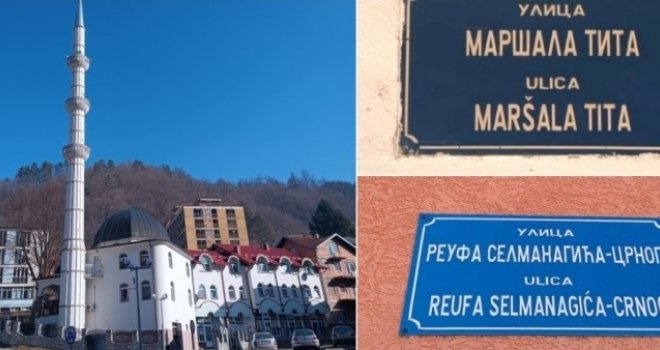 УЛИЦА
МАРШАЛА ТИТА
ULICA
MARŠALA TITA
УЛИЦА
РЕУФА СЕЛМАНАГИЋА-ЦРНОГ
ULICA
REUFA SELMANAGIĆA-CRNOG